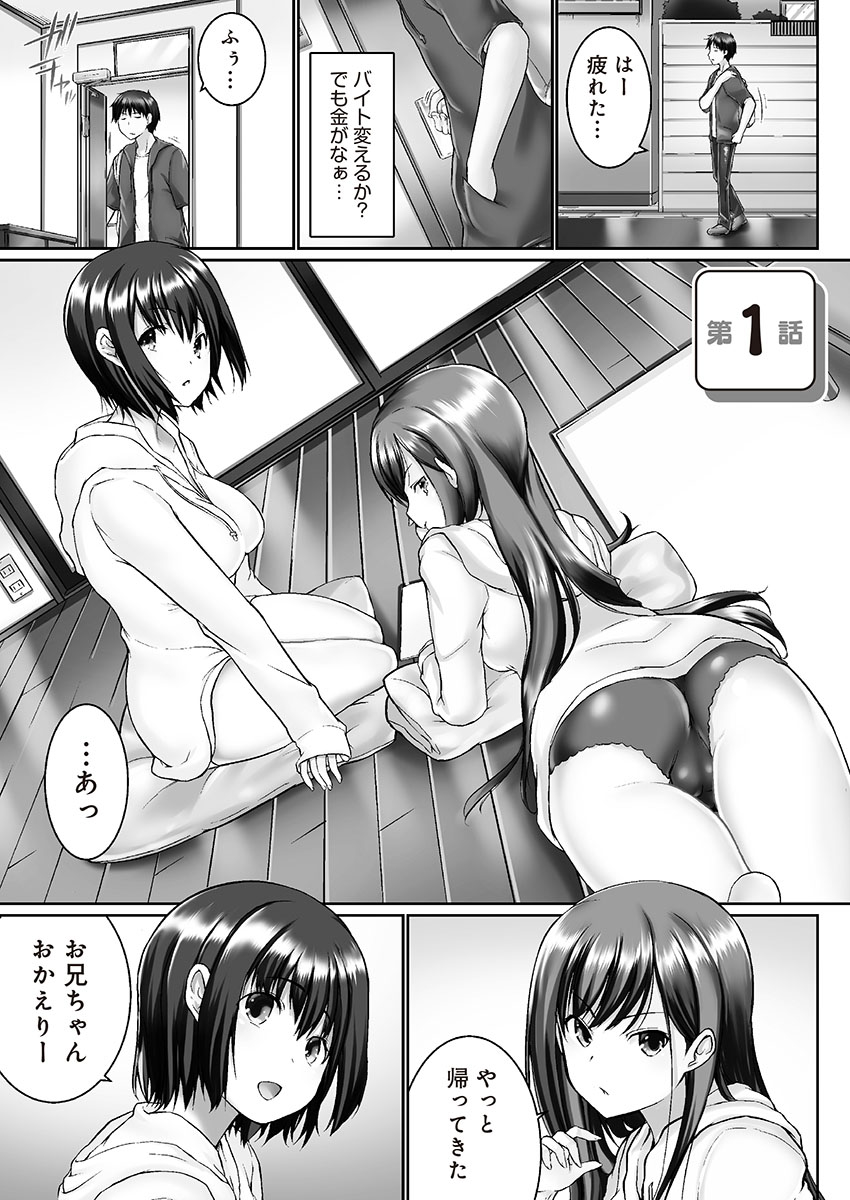 はー
疲れた…
バイト変えるか？
でも金がなぁ…
ふぅ…
第1話
…あっ
やっと
帰ってきた
お兄ちゃん
おかえりー